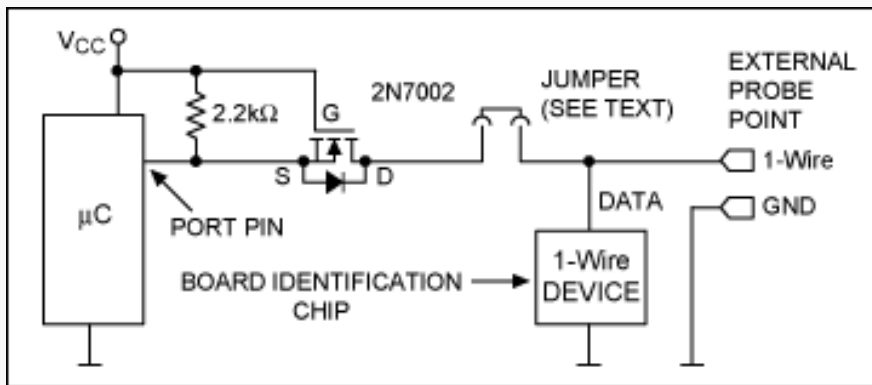 VCC
2.2kΩ
G
2N7002
JUMPER
(SEE TEXT)
EXTERNAL
PROBE
POINT
S
D
1-Wire
µC
PORT PIN
DATA
GND
BOARD IDENTIFICATION
CHIP
1-Wire
DEVICE